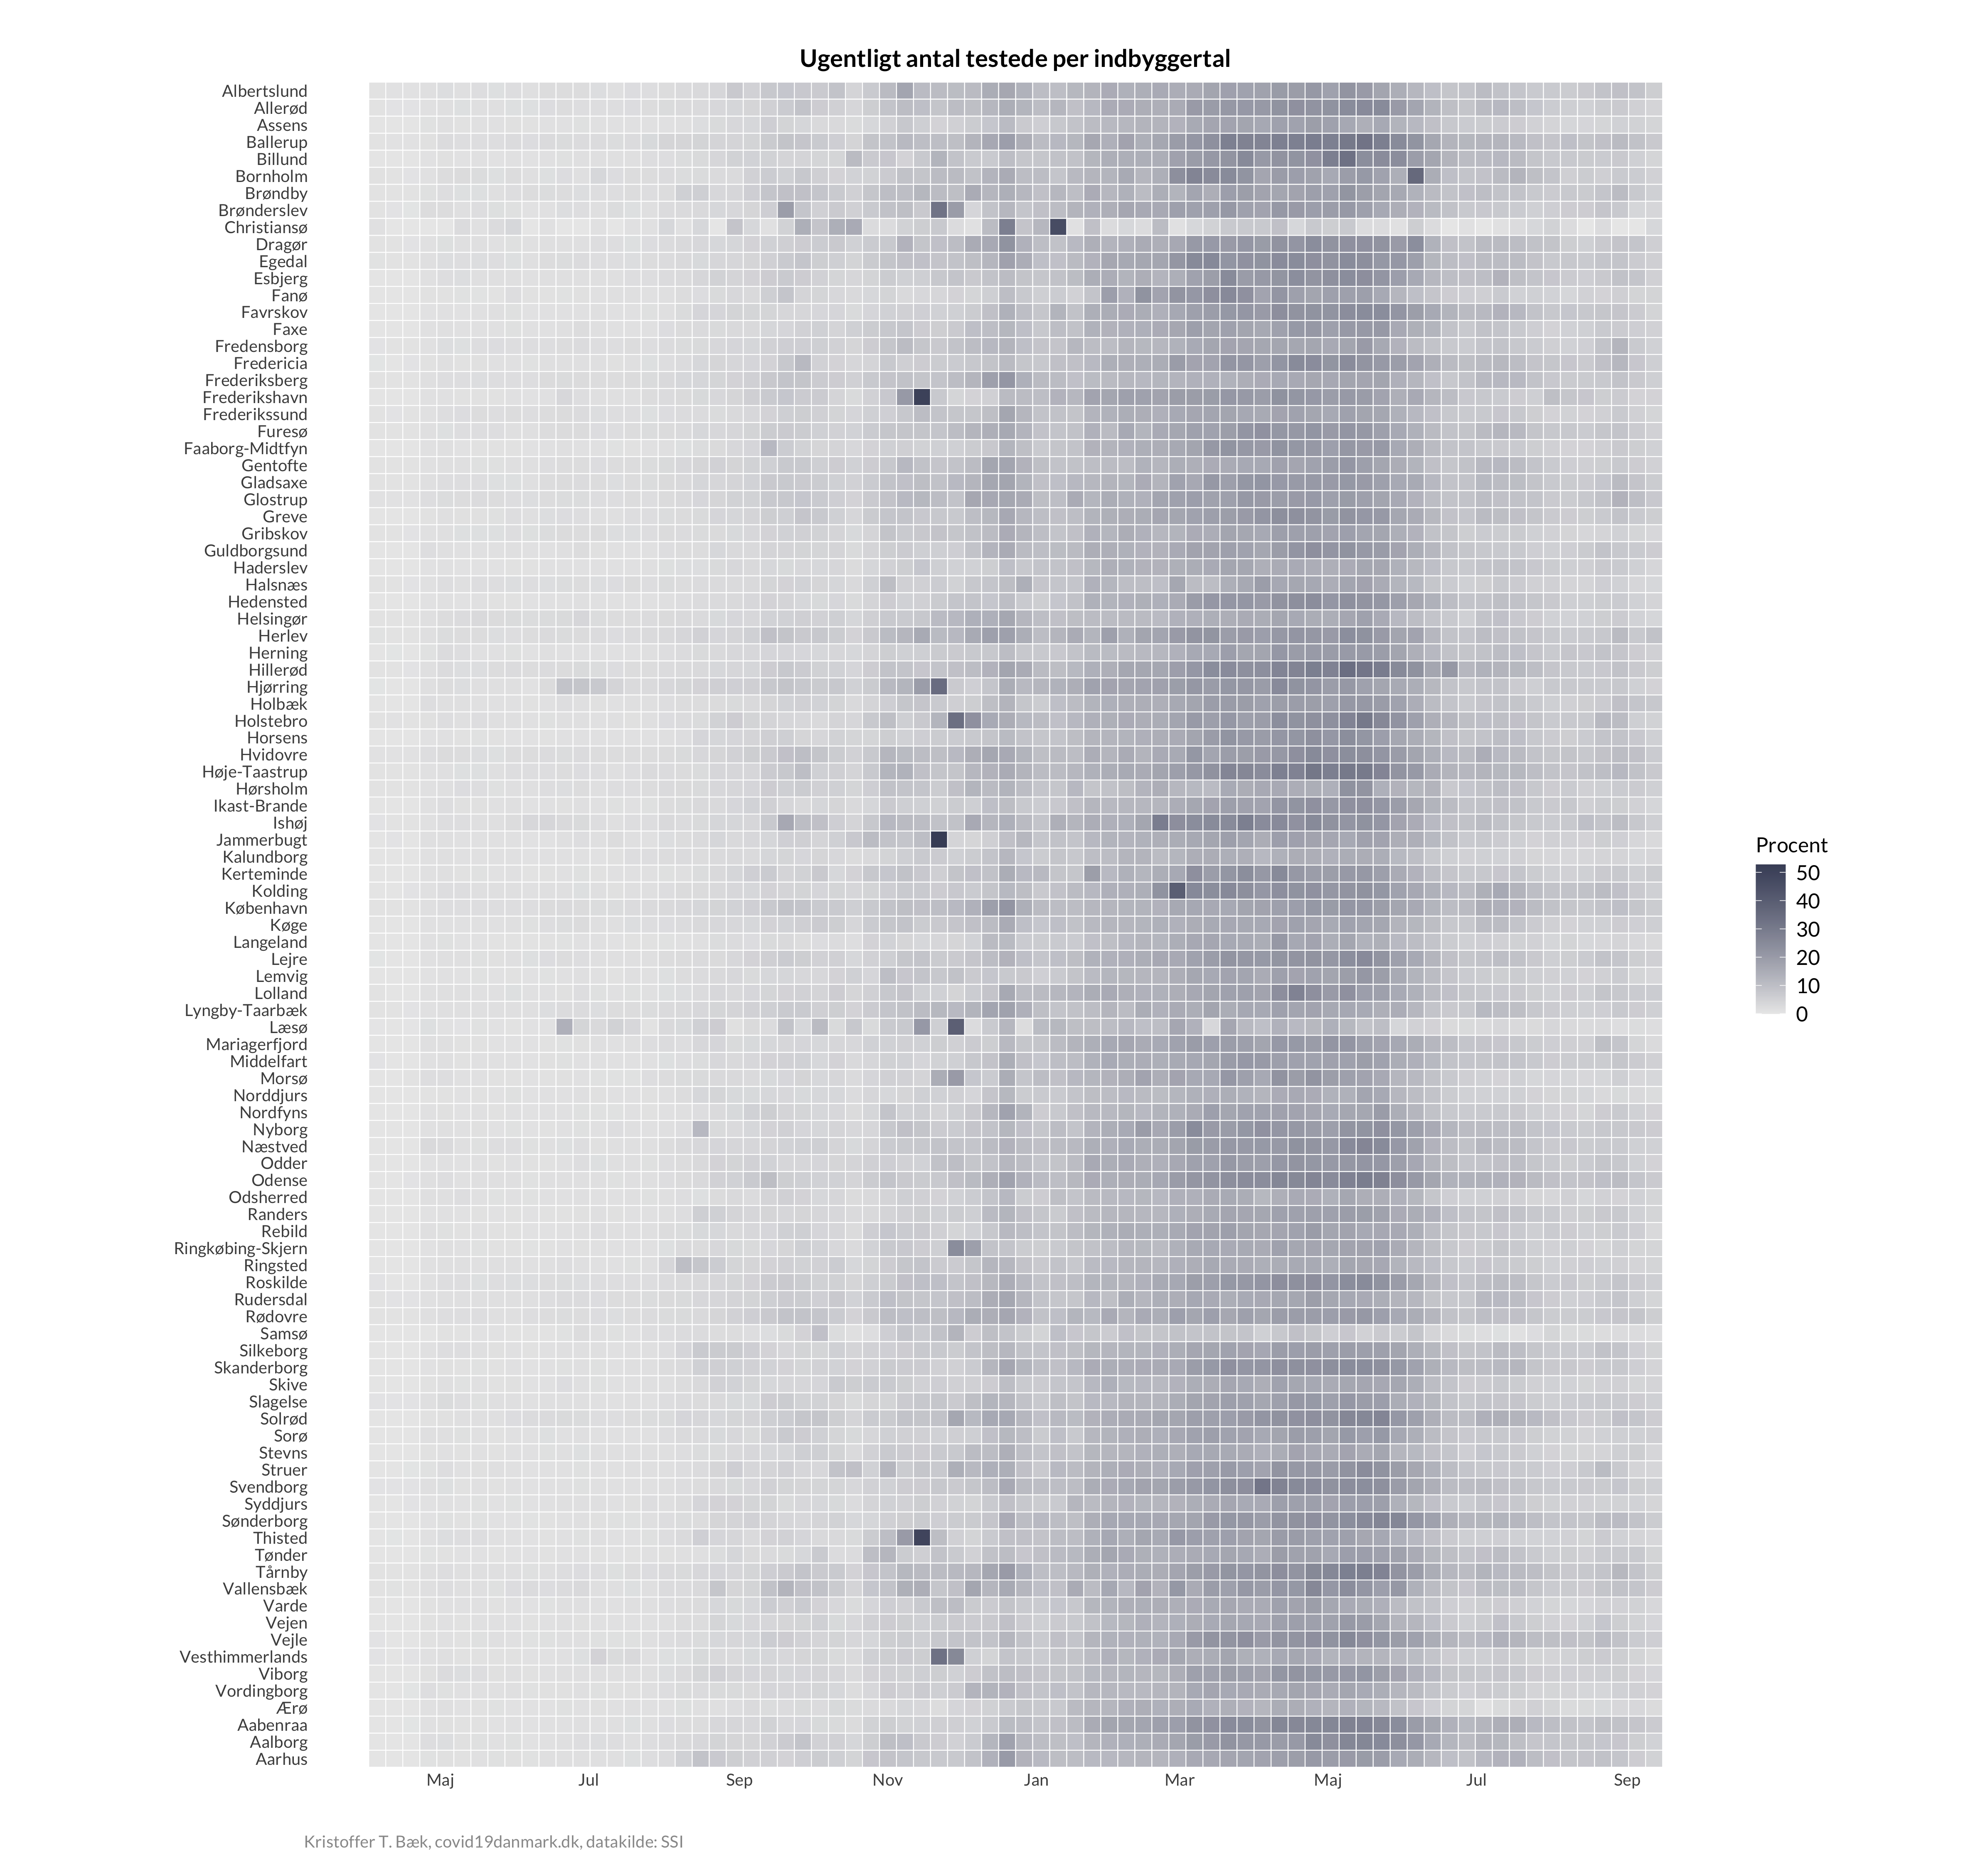 Ugentligt antal testede per indbyggertal
Albertslund
Allerød
Assens
Ballerup
Billund
Bornholm
Brøndby
Brønderslev
Christiansø
Dragør
Egedal
Esbjerg
Fanø
Favrskov
Faxe
Fredensborg
Fredericia
Frederiksberg
Frederikshavn
Frederikssund
Furesø
Faaborg-Midtfyn
Gentofte
Gladsaxe
Glostrup
Greve
Gribskov
Guldborgsund
Haderslev
Halsnæs
Hedensted
Helsingør
Herlev
Herning
Hillerød
Hjørring
Holbæk
Holstebro
Horsens
Hvidovre
Høje-Taastrup
Hørsholm
Ikast-Brande
Ishøj
Jammerbugt
Kalundborg
Kerteminde
Kolding
København
Køge
Langeland
Lejre
Lemvig
Lolland
Lyngby-Taarbæk
Læsø
Mariagerfjord
Middelfart
Morsø
Norddjurs
Nordfyns
Nyborg
Næstved
Odder
Odense
Odsherred
Randers
Rebild
Ringkøbing-Skjern
Ringsted
Roskilde
Rudersdal
Rødovre
Samsø
Silkeborg
Skanderborg
Skive
Slagelse
Solrød
Sorø
Stevns
Struer
Svendborg
Syddjurs
Sønderborg
Thisted
Tønder
Tårnby
Vallensbæk
Varde
Vejen
Vejle
Vesthimmerlands
Viborg
Vordingborg
Ærø
Aabenraa
Aalborg
Aarhus
Maj Jul Sep Nov Jan Mar Maj Jul Sep
Procent
50
40
30
20
10
0
Kristoffer T. Bæk, covid19danmark.dk, datakilde: SSI